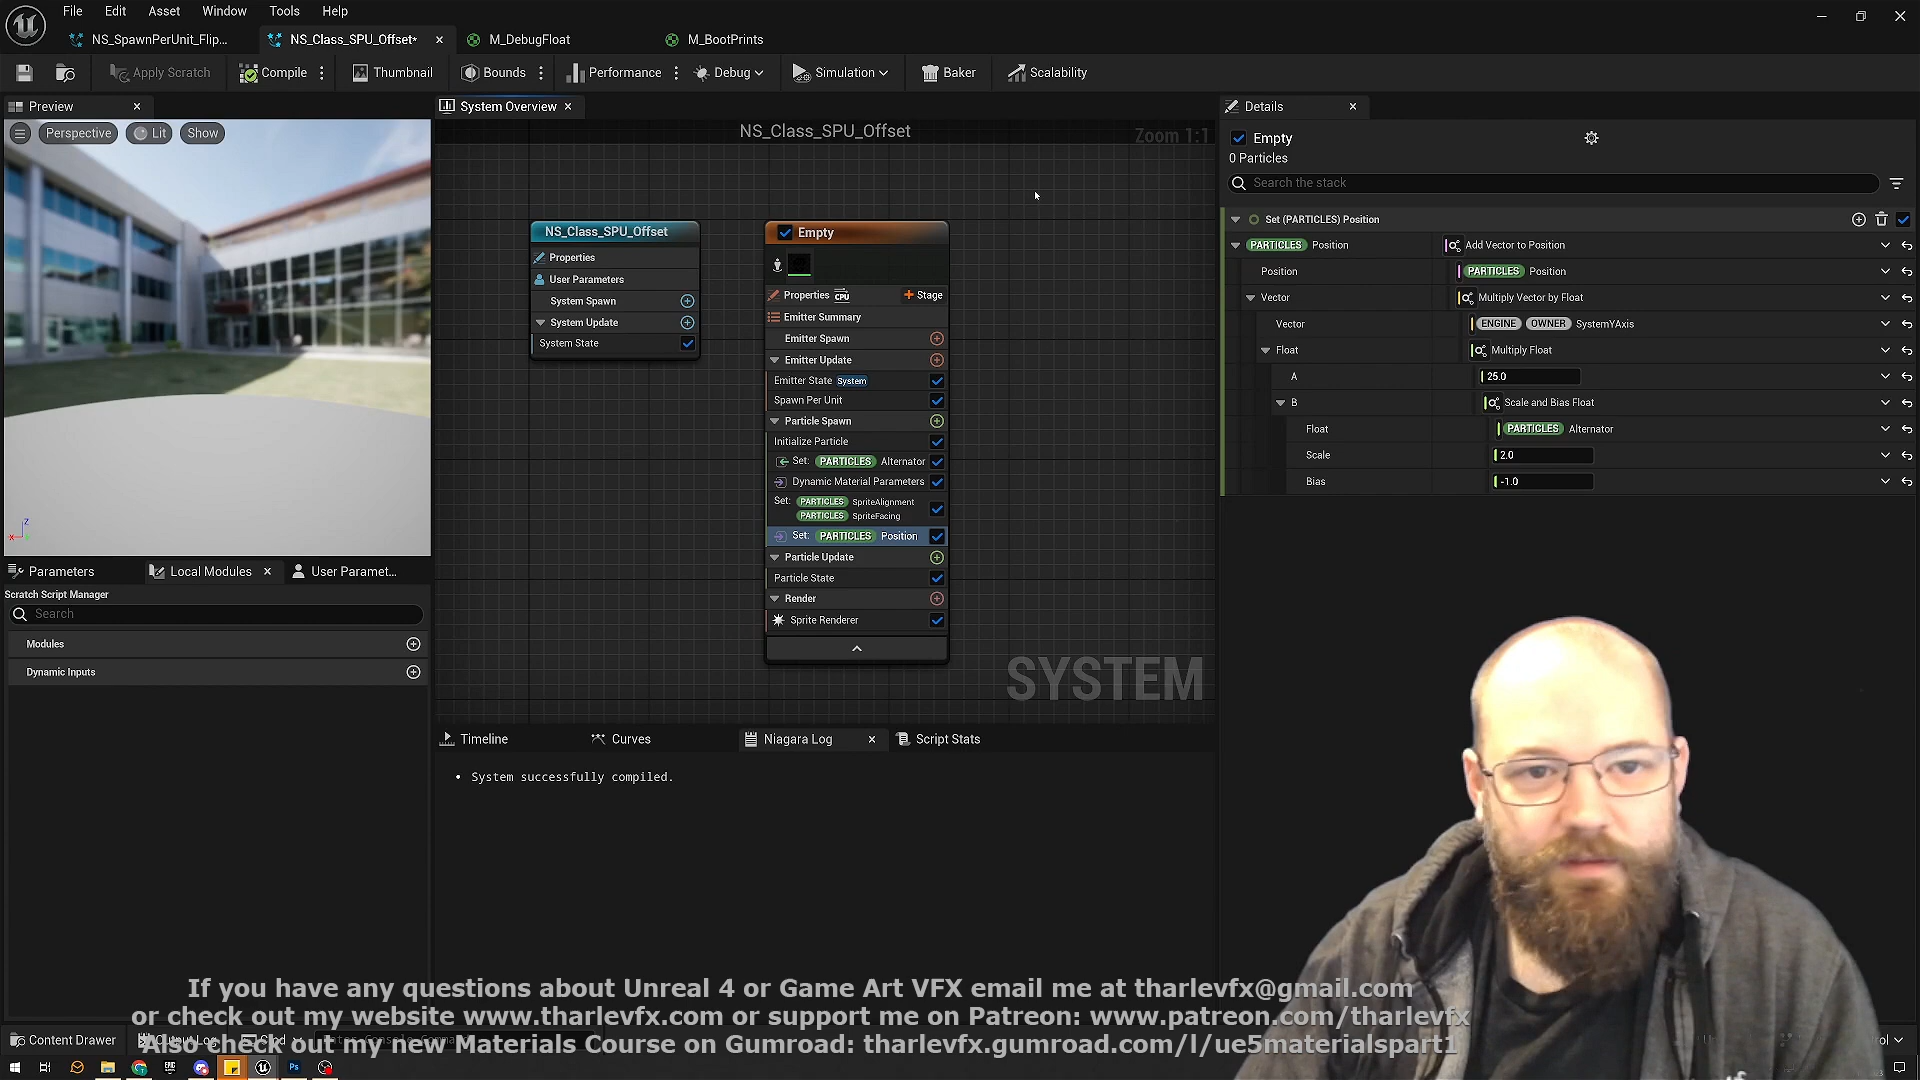 File Edit Asset Window Tools Help
NS_SpawnPerUnit_Flip... NS_Class_SPU_Offset* M_DebugFloat M_BootPrints
Apply Scratch Compile Thumbnail Bounds Performance Debug Simulation Baker Scalability
Preview
Perspective Lit Show
System Overview
NS_Class_SPU_Offset
Zoom 1:1
NS_Class_SPU_Offset
Properties
User Parameters
System Spawn
System Update
System State
Empty
Properties CPU Stage
Emitter Summary
Emitter Spawn
Emitter Update
Emitter State System
Spawn Per Unit
Particle Spawn
Initialize Particle
Set: PARTICLES Alternator
Dynamic Material Parameters
Set: PARTICLES SpriteAlignment
PARTICLES SpriteFacing
Set: PARTICLES Position
Particle Update
Particle State
Render
Sprite Renderer
SYSTEM
Details
Empty
0 Particles
Search the stack
Set (PARTICLES) Position
PARTICLES Position Add Vector to Position
Position PARTICLES Position
Vector Multiply Vector by Float
Vector ENGINE OWNER SystemYAxis
Float Multiply Float
A 25.0
B Scale and Bias Float
Float PARTICLES Alternator
Scale 2.0
Bias -1.0
Z
X
Parameters Local Modules User Paramet...
Scratch Script Manager
Search
Modules
Dynamic Inputs
Timeline Curves Niagara Log Script Stats
• System successfully compiled.
If you have any questions about Unreal 4 or Game Art VFX email me at tharlevfx@gmail.com
or check out my website www.tharlevfx.com or support me on Patreon: www.patreon.com/tharlevfx
Also check out my new Materials Course on Gumroad: tharlevfx.gumroad.com/l/ue5materialspart1
Content Drawer